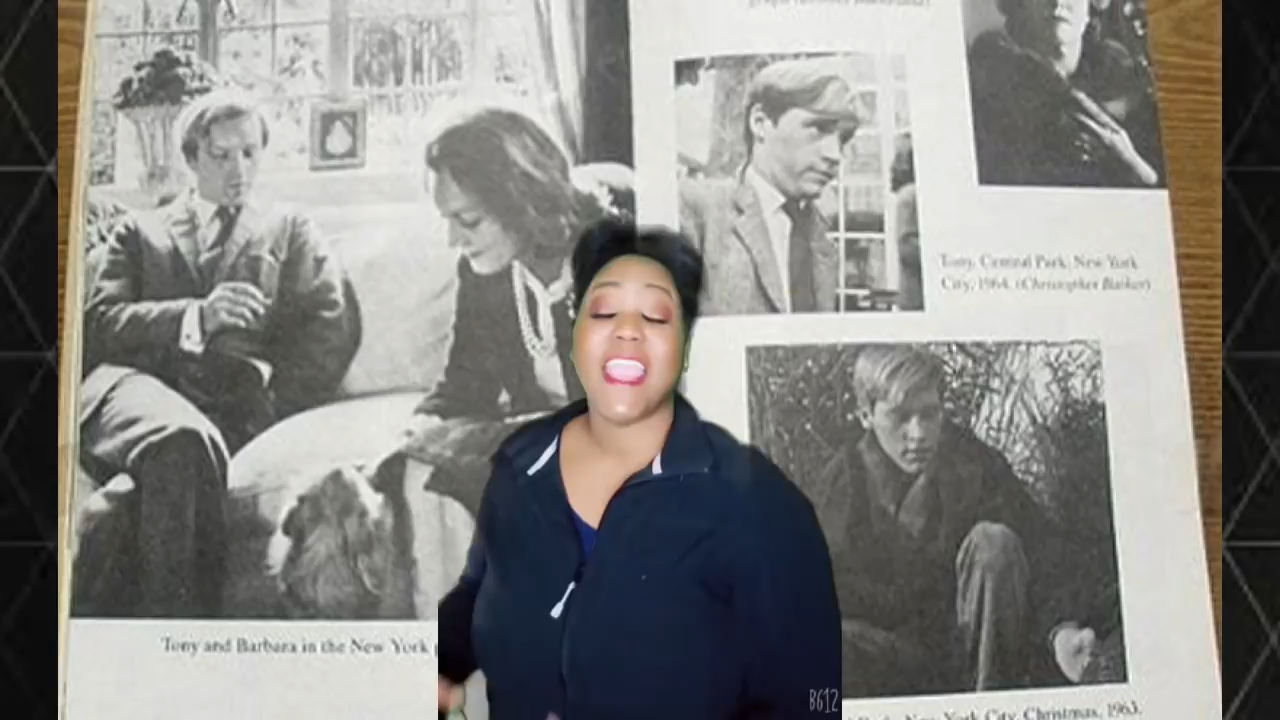 Tony and Barbara in the New York
Tony, Central Park, New York
City, 1964. (Christopher Barker)
New York City, Christmas, 1963.
B612